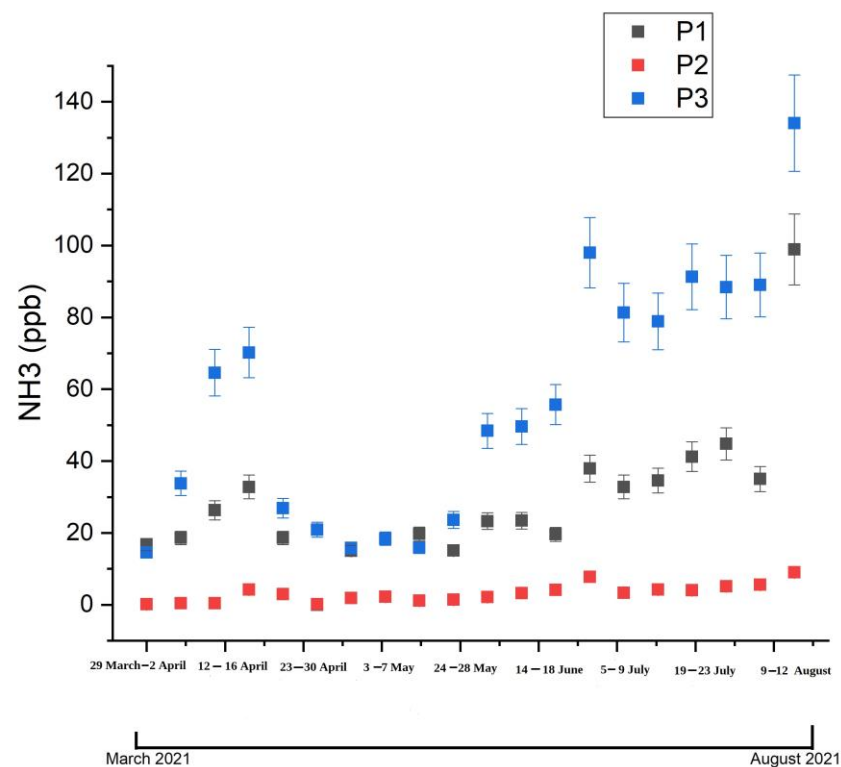 P1
P2
P3
140
120
100
80
60
40
20
0
NH3 (ppb)
29 March–2 April 12 – 16 April 23 – 30 April 3 –7 May 24 – 28 May 14 – 18 June 5 – 9 July 19 – 23 July 9 – 12 August
March 2021 August 2021